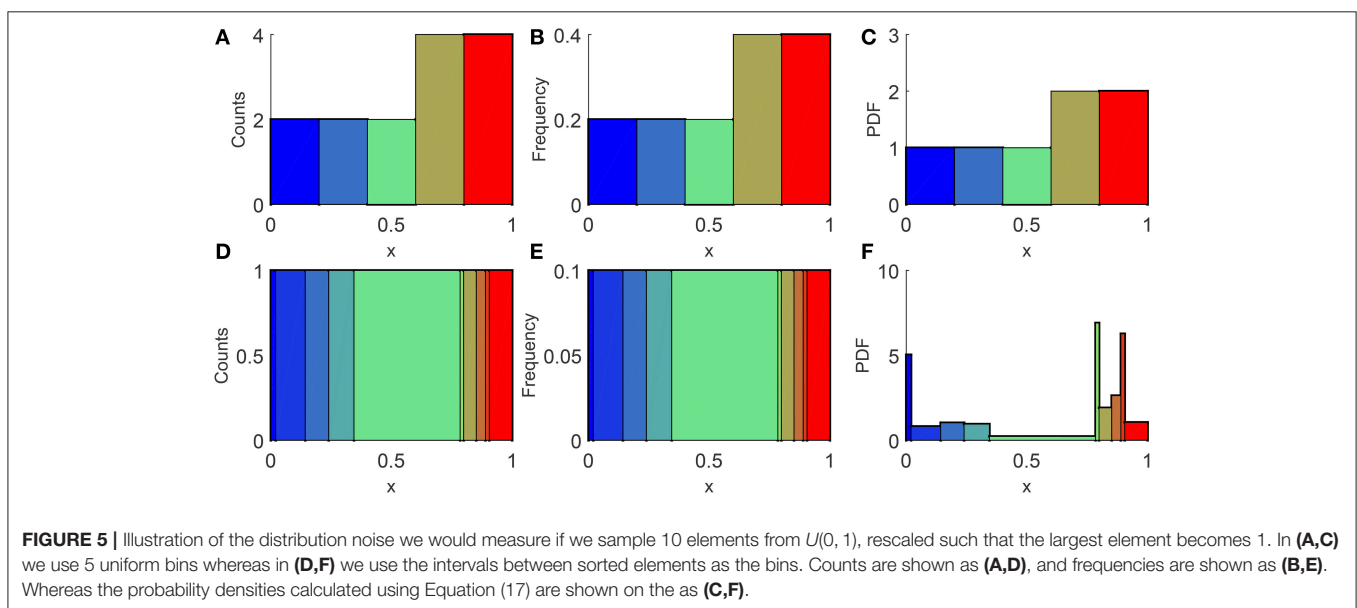 A
B
C
4
2
0
Counts
0
0.5
1
x
0.4
0.2
0
Frequency
0
0.5
1
x
3
2
1
0
PDF
0
0.5
1
D
E
F
1
0.5
0
Counts
0
0.5
1
x
0.1
0.05
0
Frequency
0
0.5
1
x
10
5
0
PDF
0
0.5
1
x
FIGURE 5 | Illustration of the distribution noise we would measure if we sample 10 elements from U(0, 1), rescaled such that the largest element becomes 1. In (A,C)
we use 5 uniform bins whereas in (D,F) we use the intervals between sorted elements as the bins. Counts are shown as (A,D), and frequencies are shown as (B,E).
Whereas the probability densities calculated using Equation (17) are shown on the as (C,F).